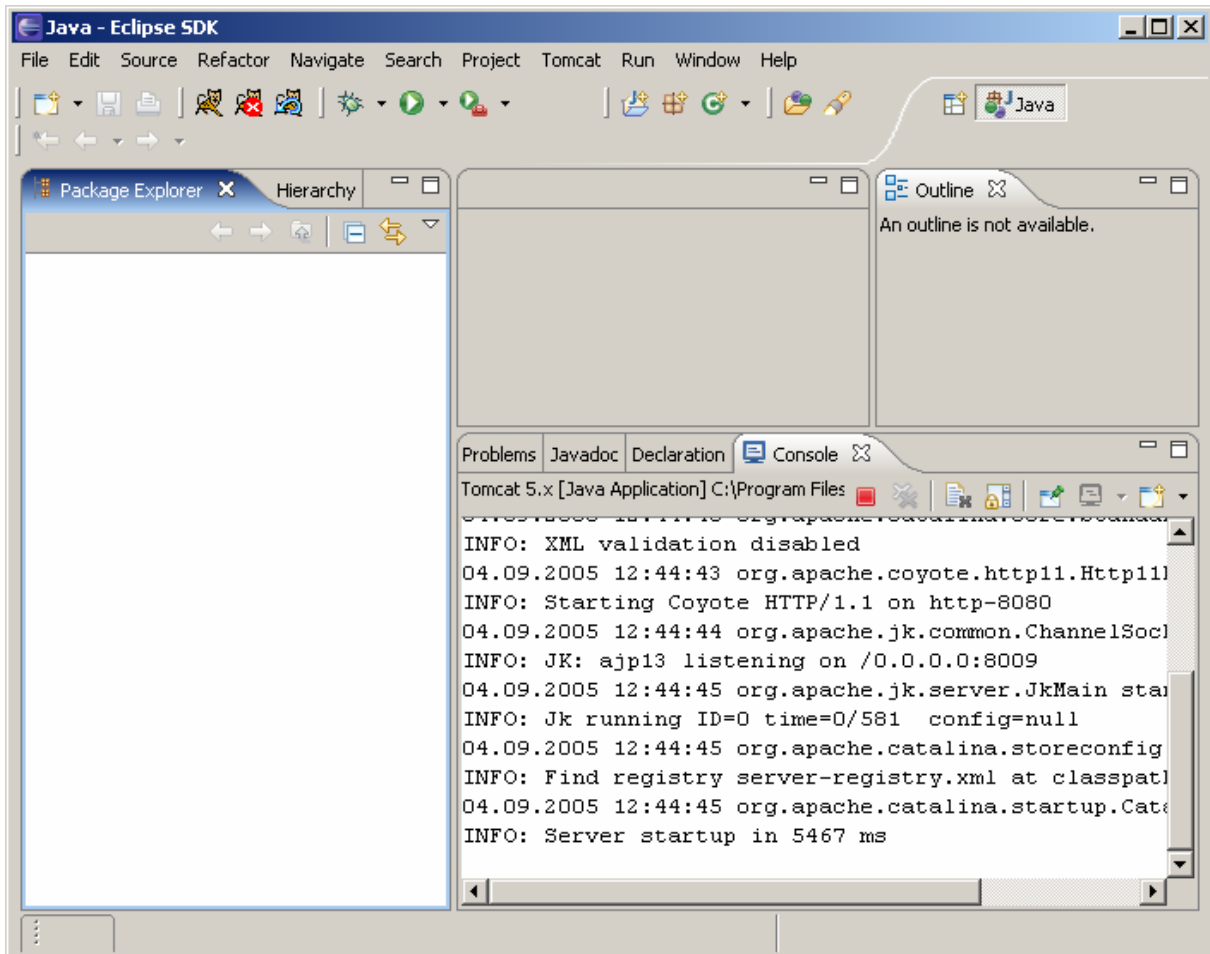 Java - Eclipse SDK
File Edit Source Refactor Navigate Search Project Tomcat Run Window Help
Java
Package Explorer Hierarchy
Outline
An outline is not available.
Problems Javadoc Declaration Console
Tomcat 5.x [Java Application] C:\Program Files
INFO: XML validation disabled
04.09.2005 12:44:43 org.apache.coyote.http11.Http11
INFO: Starting Coyote HTTP/1.1 on http-8080
04.09.2005 12:44:44 org.apache.jk.common.ChannelSoc
INFO: JK: ajp13 listening on /0.0.0.0:8009
04.09.2005 12:44:45 org.apache.jk.server.JkMain sta
INFO: Jk running ID=0 time=0/581 config=null
04.09.2005 12:44:45 org.apache.catalina.storeconfig
INFO: Find registry server-registry.xml at classpat
04.09.2005 12:44:45 org.apache.catalina.startup.Cat
INFO: Server startup in 5467 ms